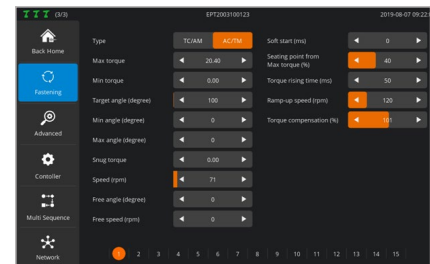 TTT (3/3) EPT2003100123 2019-08-07 09:22:0
Back Home
Fastening
Advanced
Contoller
Multi Sequence
Network
Type TC/AM AC/TM
Max torque 20.40
Min torque 0.00
Target angle (degree) 100
Min angle (degree) 0
Max angle (degree) 0
Snug torque 0.00
Speed (rpm) 71
Free angle (degree) 0
Free speed (rpm) 0
Soft start (ms) 0
Seating point from
Max torque (%) 40
Torque rising time (ms) 50
Ramp-up speed (rpm) 120
Torque compensation (%) 101
1 2 3 4 5 6 7 8 9 10 11 12 13 14 15